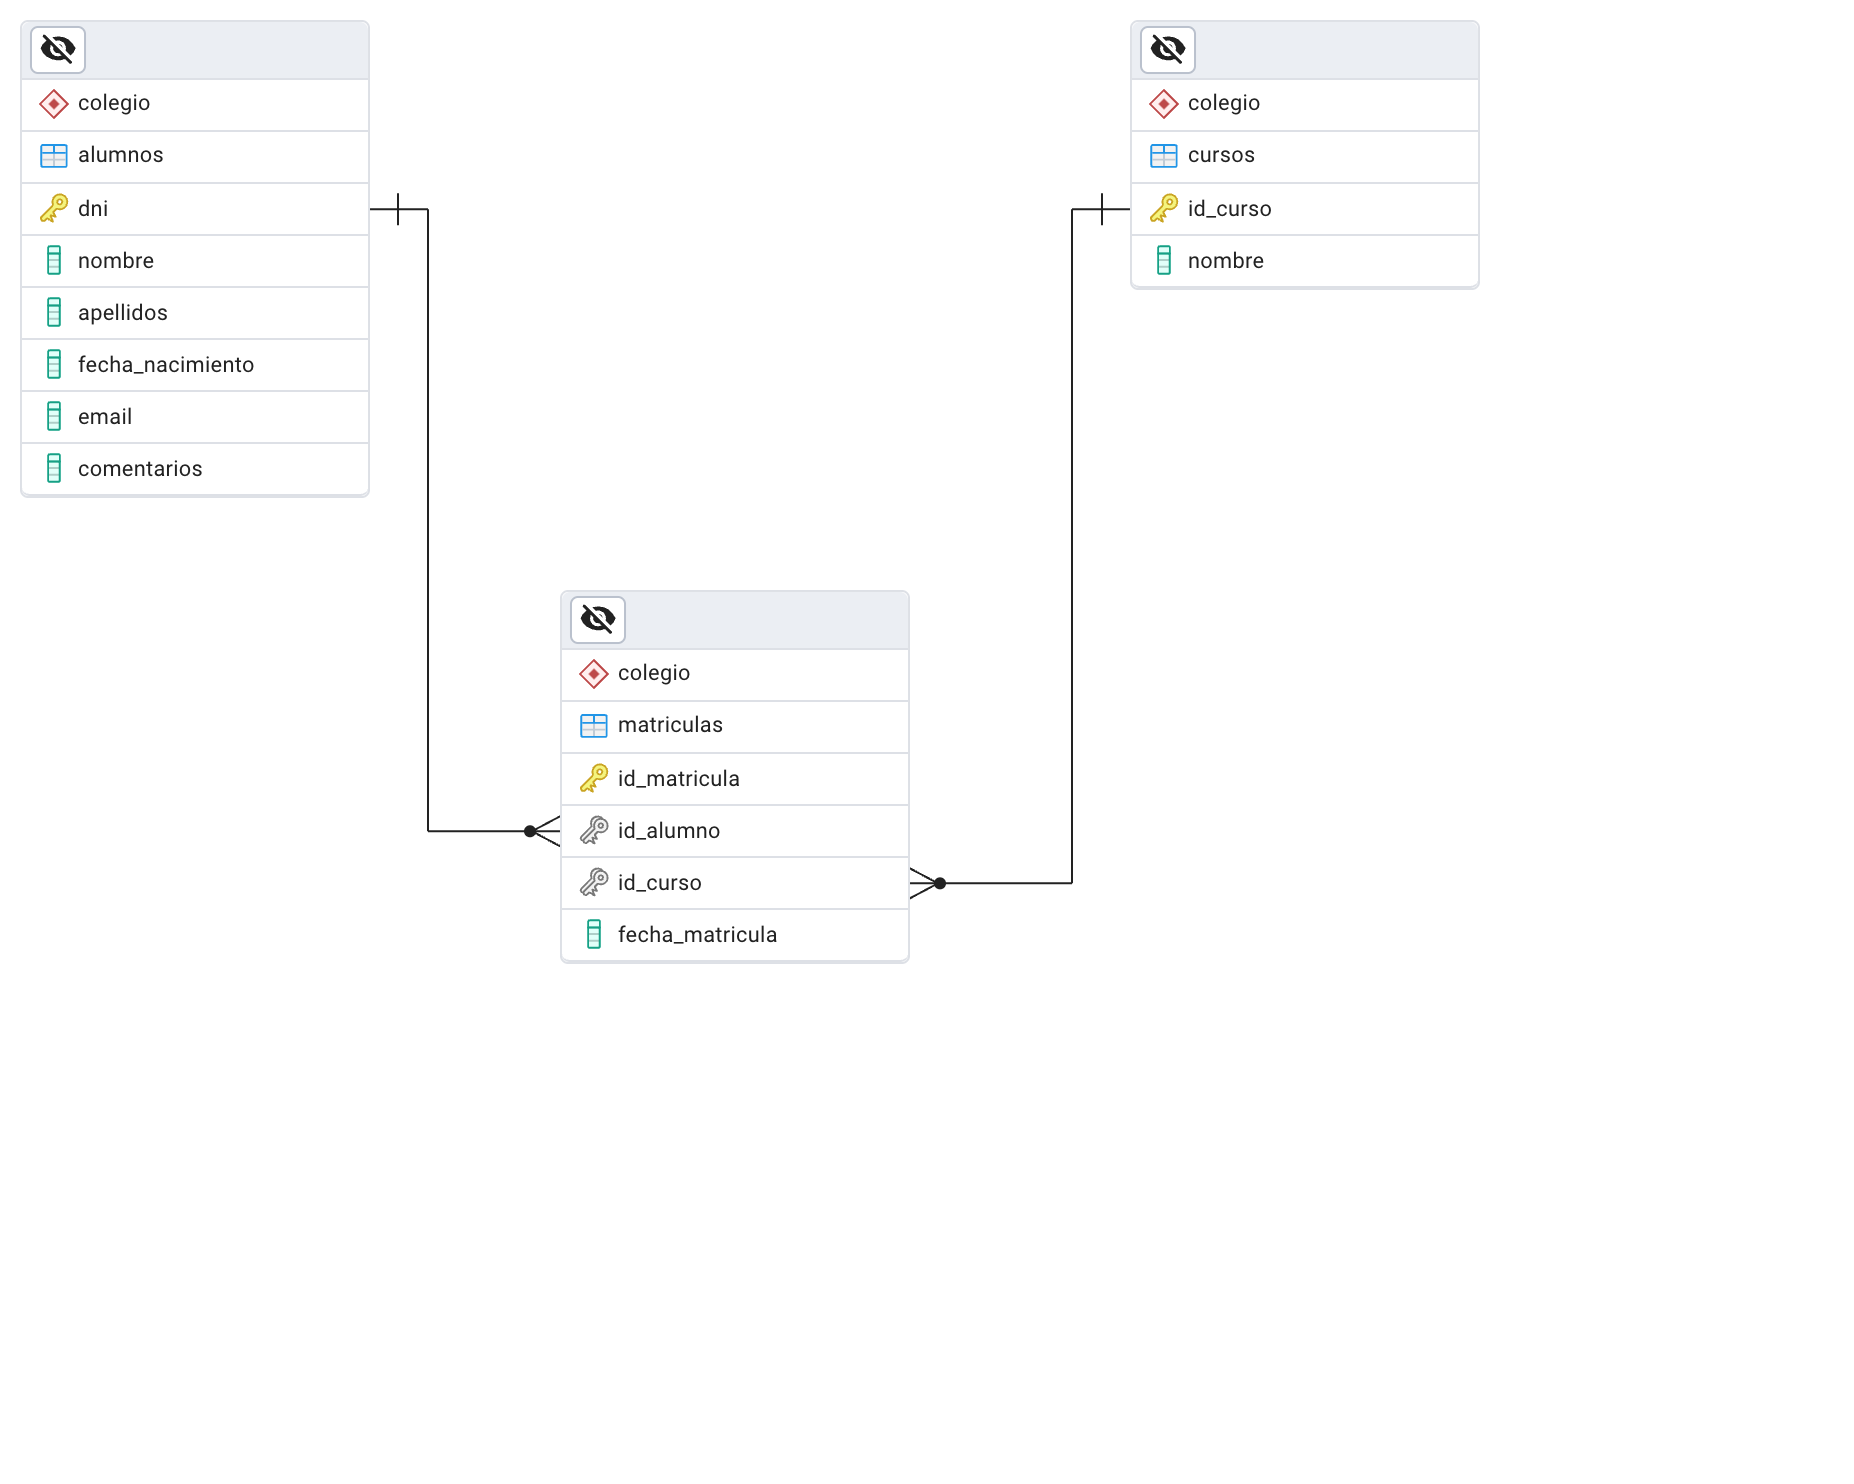 colegio
alumnos
dni
nombre
apellidos
fecha_nacimiento
email
comentarios
colegio
cursos
id_curso
nombre
colegio
matriculas
id_matricula
id_alumno
id_curso
fecha_matricula